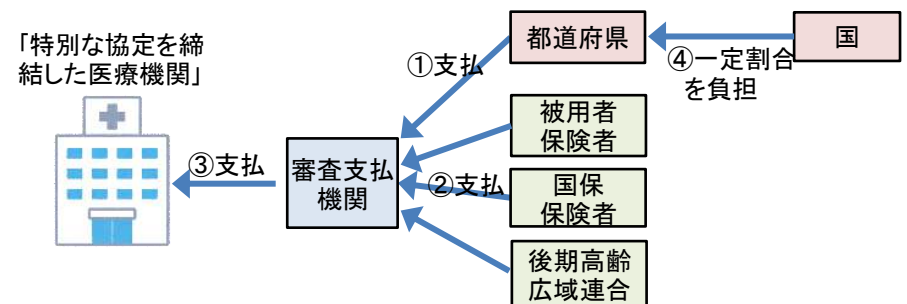 「特別な協定を締
結した医療機関」
都道府県
国
①支払
④一定割合
を負担
被用者
保険者
③支払
審査支払
機関
②支払
国保
保険者
後期高齢
広域連合